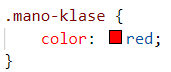 .mano-klase {
    color: red;
}